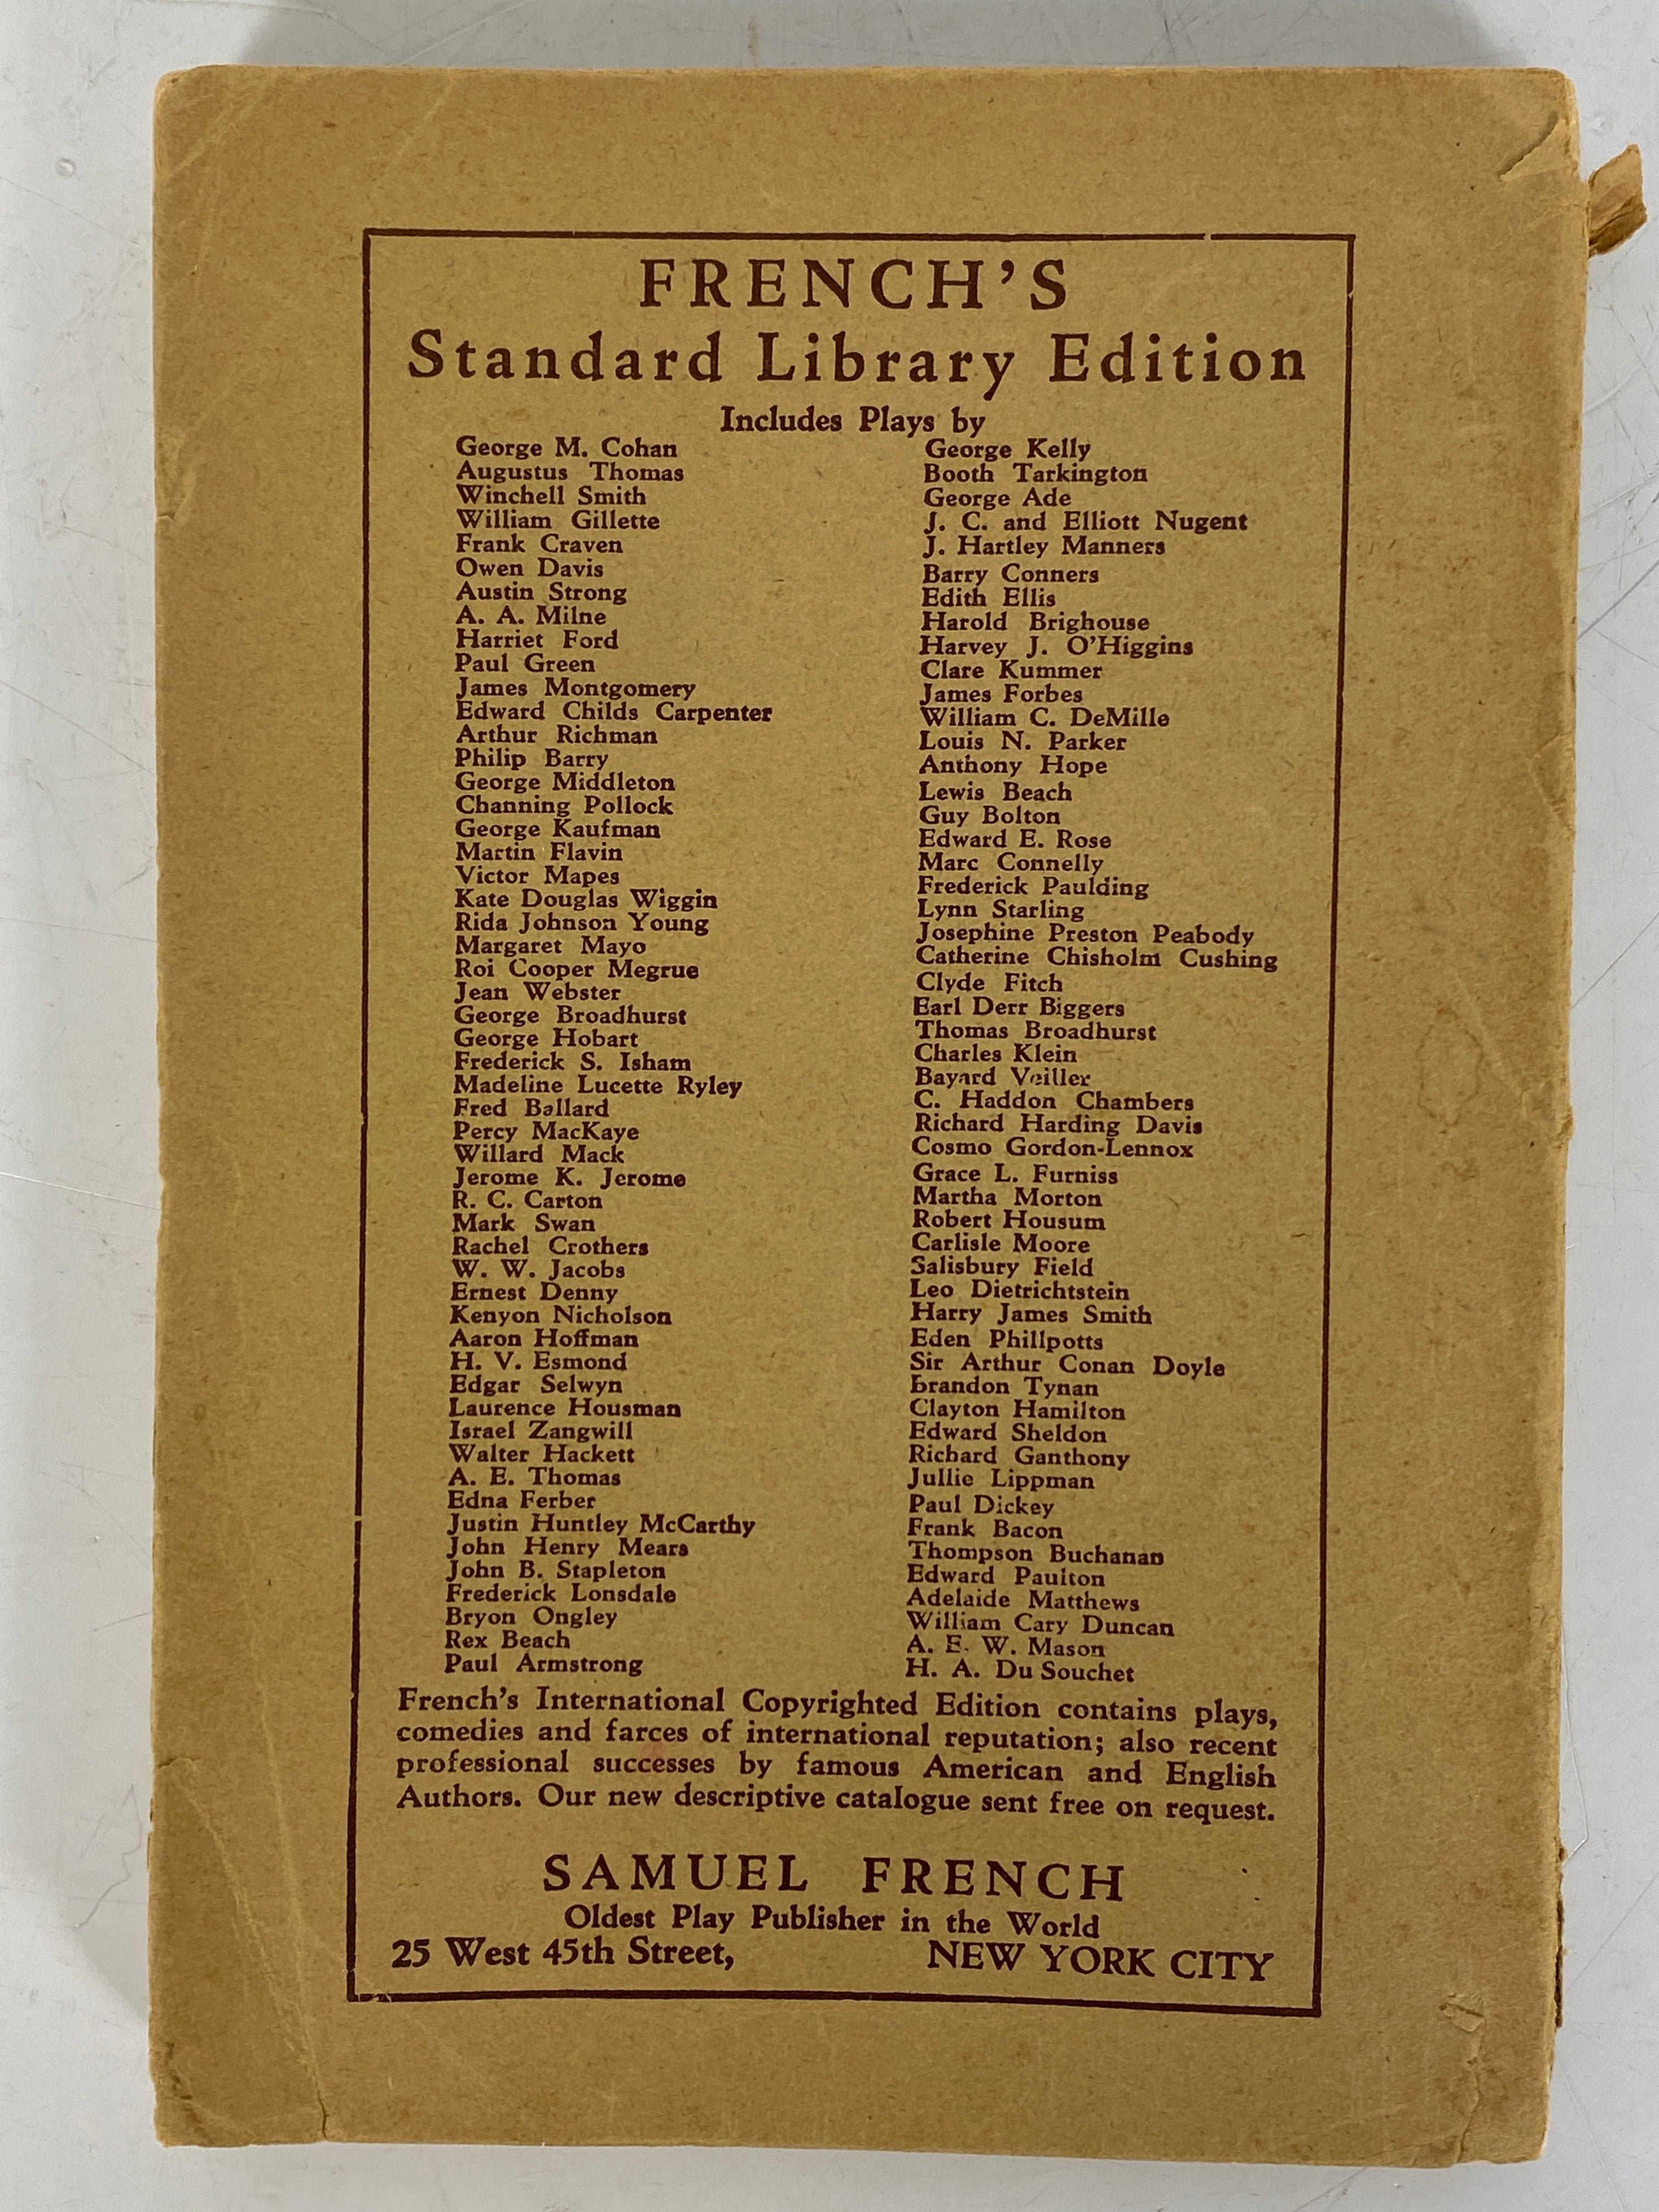 FRENCH'S
Standard Library Edition
Includes Plays by
George M. Cohan
Augustus Thomas
Winchell Smith
William Gillette
Frank Craven
Owen Davis
Austin Strong
A. A. Milne
Harriet Ford
Paul Green
James Montgomery
Edward Childs Carpenter
Arthur Richman
Philip Barry
George Middleton
Channing Pollock
George Kaufman
Martin Flavin
Victor Mapes
Kate Douglas Wiggin
Rida Johnson Young
Margaret Mayo
Roi Cooper Megrue
Jean Webster
George Broadhurst
George Hobart
Frederick S. Isham
Madeline Lucette Ryley
Fred Ballard
Percy MacKaye
Willard Mack
Jerome K. Jerome
R. C. Carton
Mark Swan
Rachel Crothers
W. W. Jacobs
Ernest Denny
Kenyon Nicholson
Aaron Hoffman
H. V. Esmond
Edgar Selwyn
Laurence Housman
Israel Zangwill
Walter Hackett
A. E. Thomas
Edna Ferber
Justin Huntley McCarthy
John Henry Mears
John B. Stapleton
Frederick Lonsdale
Bryon Ongley
Rex Beach
Paul Armstrong
George Kelly
Booth Tarkington
George Ade
J. C. and Elliott Nugent
J. Hartley Manners
Barry Conners
Edith Ellis
Harold Brighouse
Harvey J. O'Higgins
Clare Kummer
James Forbes
William C. DeMille
Louis N. Parker
Anthony Hope
Lewis Beach
Guy Bolton
Edward E. Rose
Marc Connelly
Frederick Paulding
Lynn Starling
Josephine Preston Peabody
Catherine Chisholm Cushing
Clyde Fitch
Earl Derr Biggers
Thomas Broadhurst
Charles Klein
Bayard Veiller
C. Haddon Chambers
Richard Harding Davis
Cosmo Gordon-Lennox
Grace L. Furniss
Martha Morton
Robert Housum
Carlisle Moore
Salisbury Field
Leo Dietrichtstein
Harry James Smith
Eden Phillpotts
Sir Arthur Conan Doyle
Brandon Tynan
Clayton Hamilton
Edward Sheldon
Richard Ganthony
Jullie Lippman
Paul Dickey
Frank Bacon
Thompson Buchanan
Edward Paulton
Adelaide Matthews
William Cary Duncan
A. E. W. Mason
H. A. Du Souchet
French's International Copyrighted Edition contains plays,
comedies and farces of international reputation; also recent
professional successes by famous American and English
Authors. Our new descriptive catalogue sent free on request.
SAMUEL FRENCH
Oldest Play Publisher in the World
25 West 45th Street, NEW YORK CITY